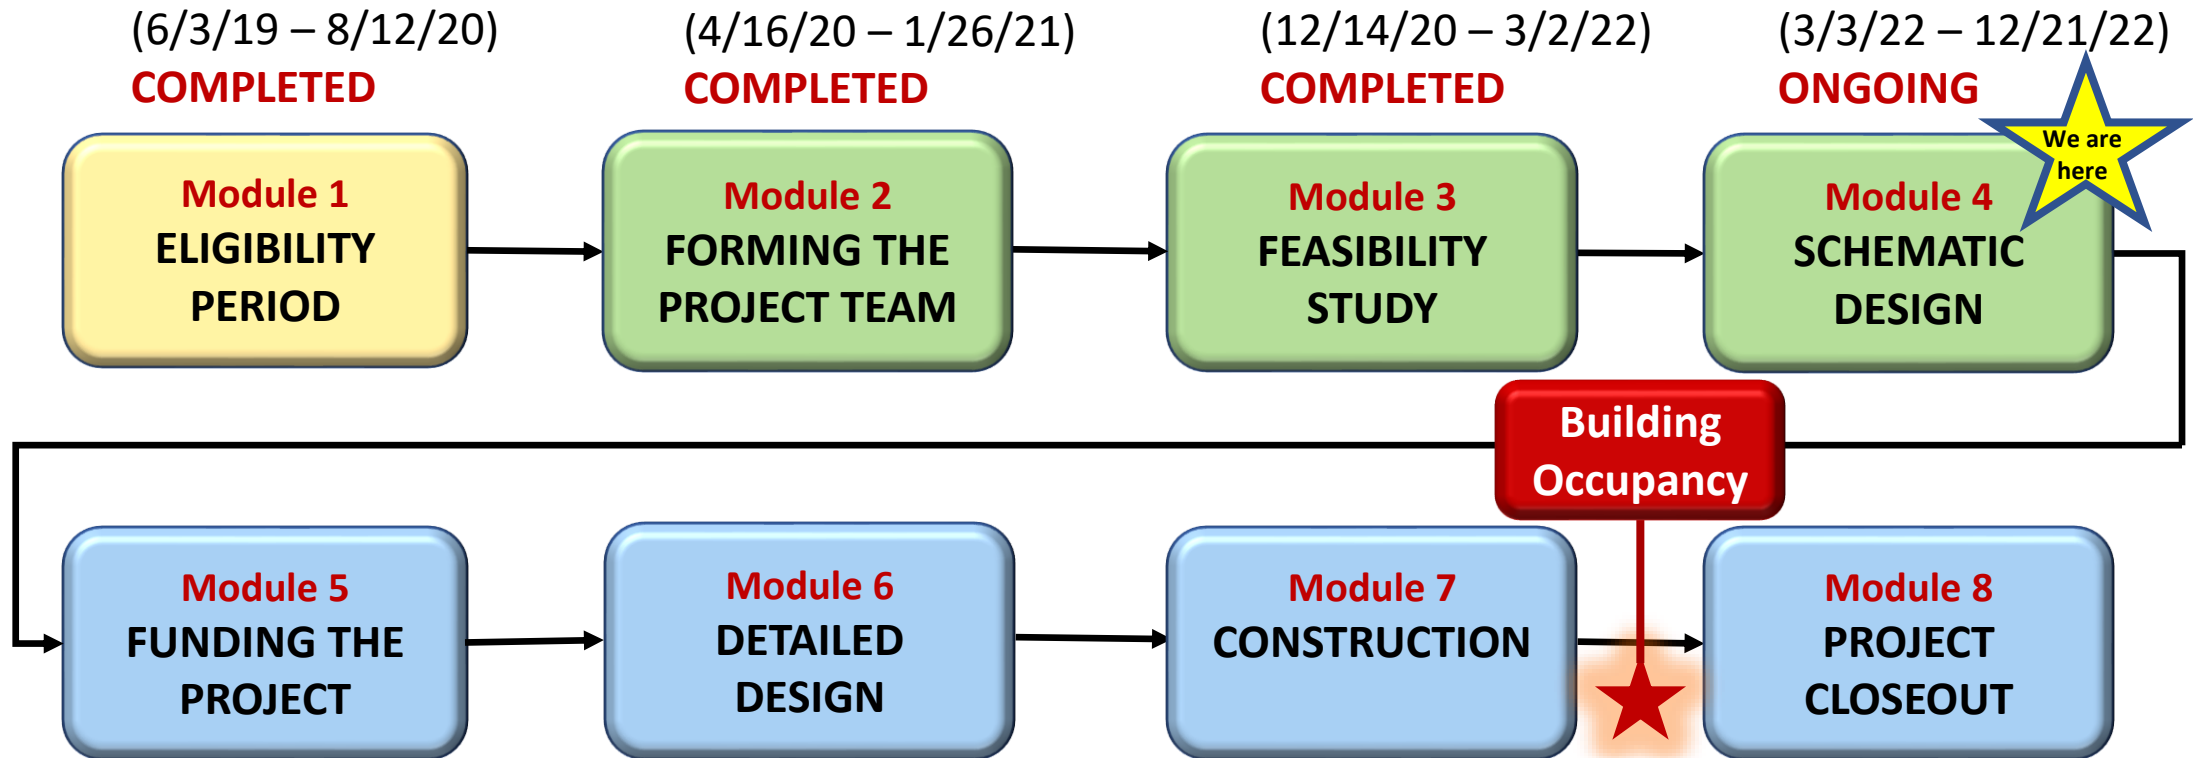 (6/3/19 – 8/12/20)
COMPLETED
(4/16/20 – 1/26/21)
COMPLETED
(12/14/20 – 3/2/22)
COMPLETED
(3/3/22 – 12/21/22)
ONGOING
We are
here
Module 1
ELIGIBILITY
PERIOD
Module 2
FORMING THE
PROJECT TEAM
Module 3
FEASIBILITY
STUDY
Module 4
SCHEMATIC
DESIGN
Building
Occupancy
Module 5
FUNDING THE
PROJECT
Module 6
DETAILED
DESIGN
Module 7
CONSTRUCTION
Module 8
PROJECT
CLOSEOUT